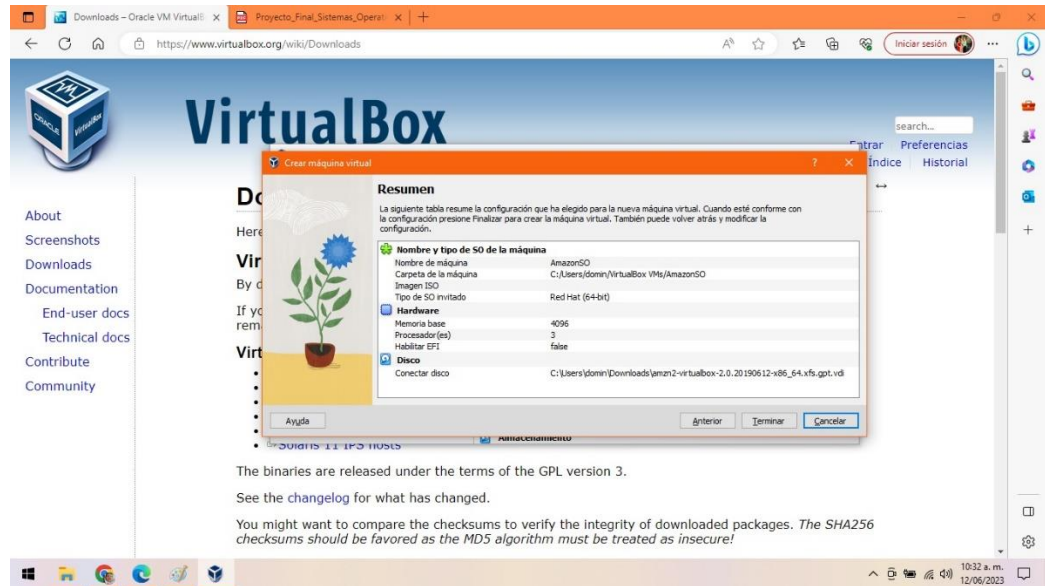 Downloads – Oracle VM VirtualB
Proyecto_Final_Sistemas_Operat
https://www.virtualbox.org/wiki/Downloads
Iniciar sesión
VirtualBox
search...
Entrar Preferencias
Índice Historial
About
Screenshots
Downloads
Documentation
End-user docs
Technical docs
Contribute
Community
Do
Here
Vir
By d
If yo
rem
Virt
Crear máquina virtual
Resumen
La siguiente tabla resume la configuración que ha elegido para la nueva máquina virtual. Cuando esté conforme con
la configuración presione Finalizar para crear la máquina virtual. También puede volver atrás y modificar la
configuración.
Nombre y tipo de SO de la máquina
Nombre de máquina AmazonSO
Carpeta de la máquina C:/Users/domin/VirtualBox VMs/AmazonSO
Imagen ISO
Tipo de SO invitado Red Hat (64-bit)
Hardware
Memoria base 4096
Procesador(es) 3
Habilitar EFI false
Disco
Conectar disco C:\Users\domin\Downloads\amzn2-virtualbox-2.0.20190612-x86_64.xfs.gpt.vdi
Ayuda Anterior Terminar Cancelar
Solaris 11 IPS hosts
Almacenamiento
The binaries are released under the terms of the GPL version 3.
See the changelog for what has changed.
You might want to compare the checksums to verify the integrity of downloaded packages. The SHA256
checksums should be favored as the MD5 algorithm must be treated as insecure!
10:32 a. m.
12/06/2023